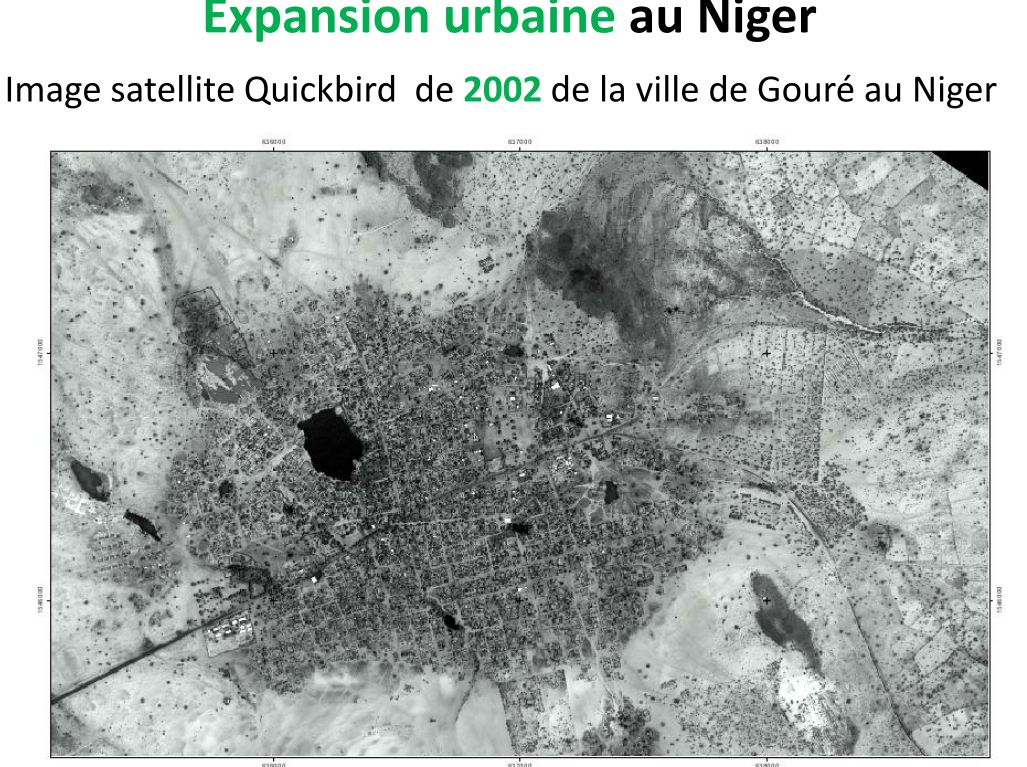 Expansion urbaine au Niger
Image satellite Quickbird de 2002 de la ville de Gouré au Niger
636000 637000 638000
1547000 1547000
1546000 1546000
636000 637000 638000